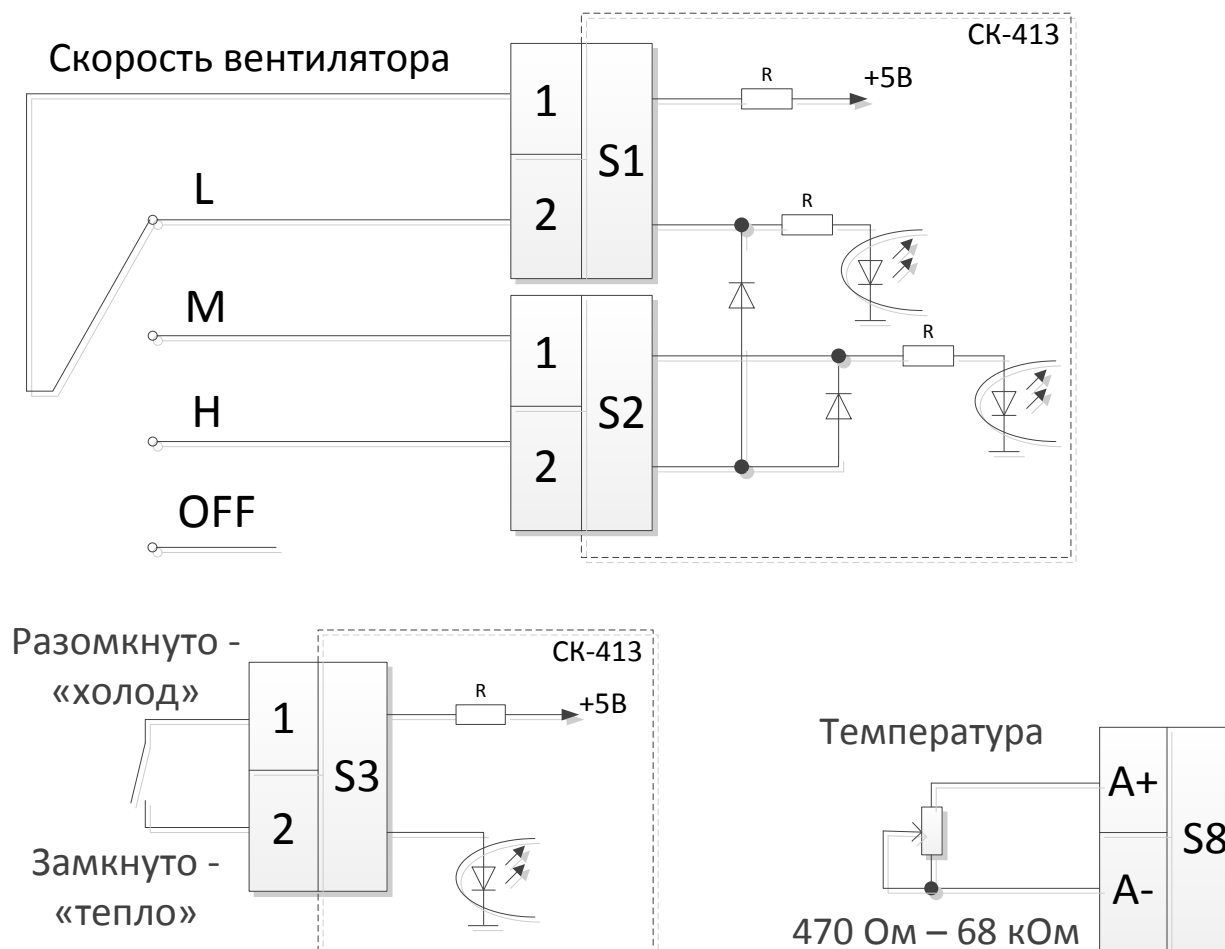 СК-413
Скорость вентилятора
R
+5В
1
S1
L
R
2
M
R
1
H
S2
2
OFF
Разомкнуто -
«холод»
СК-413
R
+5В
1
S3
2
Замкнуто -
«тепло»
Температура
A+
S8
A-
470 Ом – 68 кОм